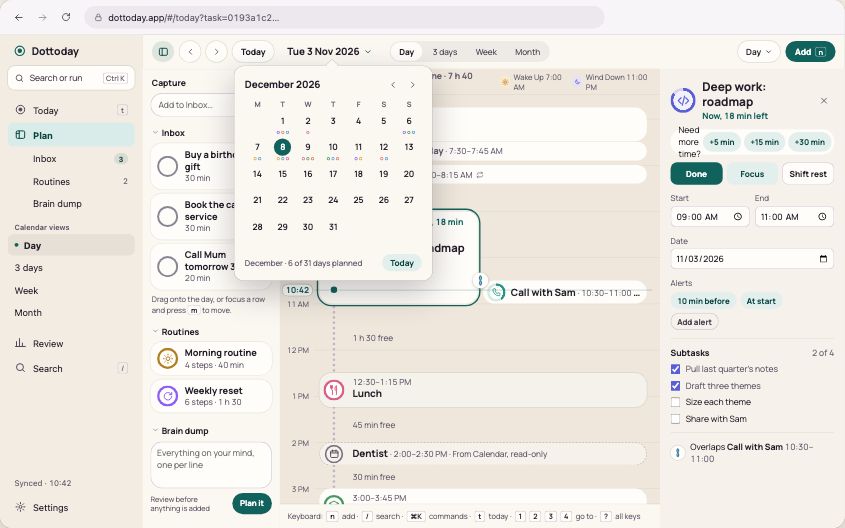 dottoday.app/#/today?task=0193a1c2...
Dottoday
Search or run
Ctrl K
Today
t
Plan
Inbox
3
Routines
2
Brain dump
Calendar views
Day
3 days
Week
Month
Review
Search
/
Synced · 10:42
Settings
Today
Tue 3 Nov 2026
Day
3 days
Week
Month
Day
Add n
Capture
Add to Inbox...
Inbox
Buy a birthd
gift
30 min
Book the ca
service
30 min
Call Mum
tomorrow 3
20 min
Drag onto the day, or focus a row
and press m to move.
Routines
Morning routine
4 steps · 40 min
Weekly reset
6 steps · 1 h 30
Brain dump
Everything on your mind,
one per line
Review before
anything is added
Plan it
December 2026
M T W T F S S
1 2 3 4 5 6
7 8 9 10 11 12 13
14 15 16 17 18 19 20
21 22 23 24 25 26 27
28 29 30 31
December · 6 of 31 days planned
Today
ne · 7 h 40
Wake Up 7:00
AM
Wind Down 11:00
PM
day · 7:30–7:45 AM
0–8:15 AM
, 18 min
admap
10:42
Call with Sam · 10:30–11:00 ...
1 h 30 free
12 PM
12:30–1:15 PM
Lunch
1 PM
45 min free
2 PM
Dentist · 2:00–2:30 PM · From Calendar, read-only
30 min free
3 PM
3:00–3:45 PM
Keyboard: n add · / search · ⌘K commands · t today · 1 2 3 4 go to · ? all keys
Deep work:
roadmap
Now, 18 min left
Need
more
time?
+5 min
+15 min
+30 min
Done
Focus
Shift rest
Start
End
09:00 AM
11:00 AM
Date
11/03/2026
Alerts
10 min before
At start
Add alert
Subtasks
2 of 4
Pull last quarter's notes
Draft three themes
Size each theme
Share with Sam
Overlaps Call with Sam 10:30–
11:00